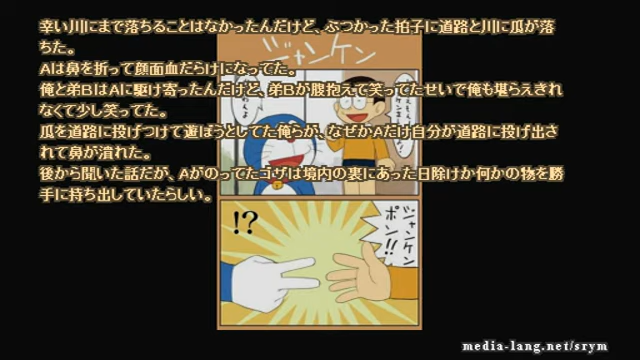 幸い川にまで落ちることはなかったんだけど、ぶつかった拍子に道路と川に瓜が落
ちた。
Aは鼻を折って顔面血だらけになってた。
俺と弟BはAに駆け寄ったんだけど、弟Bが腹抱えて笑ってたせいで俺も堪らえきれ
なくて少し笑ってた。
瓜を道路に投げつけて遊ぼうとしてた俺らが、なぜかAだけ自分が道路に投げ出さ
れて鼻が潰れた。
後から聞いた話だが、Aがのってたゴザは境内の裏にあった日除けか何かの物を勝
手に持ち出していたらしい。
ジャンケン
!?
ジャンケン
ポン!!
media-lang.net/srym